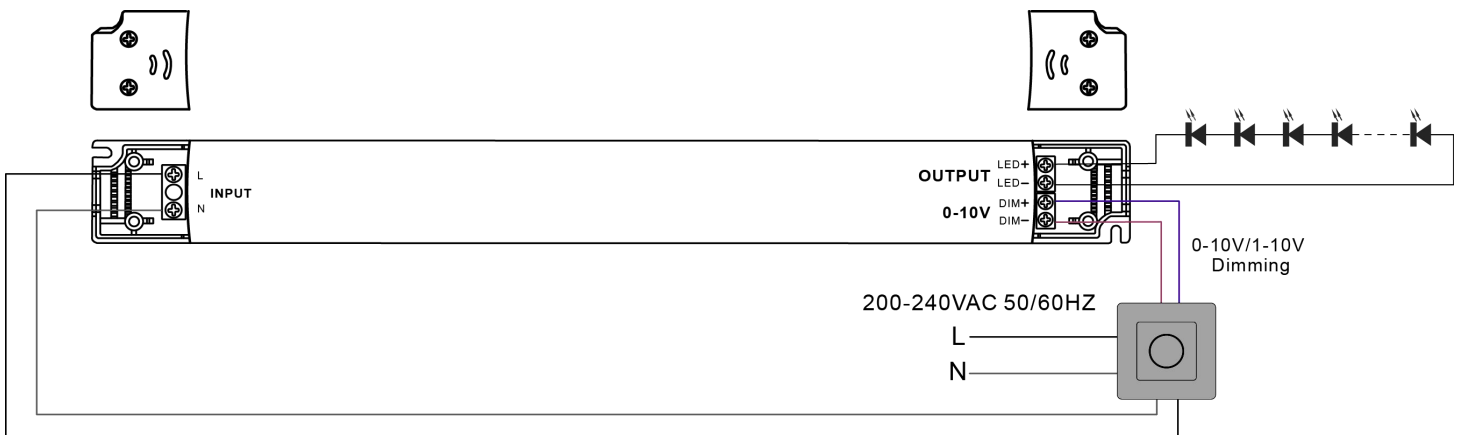 L
INPUT
N
OUTPUT
LED+
LED-
0-10V
DIM+
DIM-
0-10V/1-10V
Dimming
200-240VAC 50/60HZ
L
N